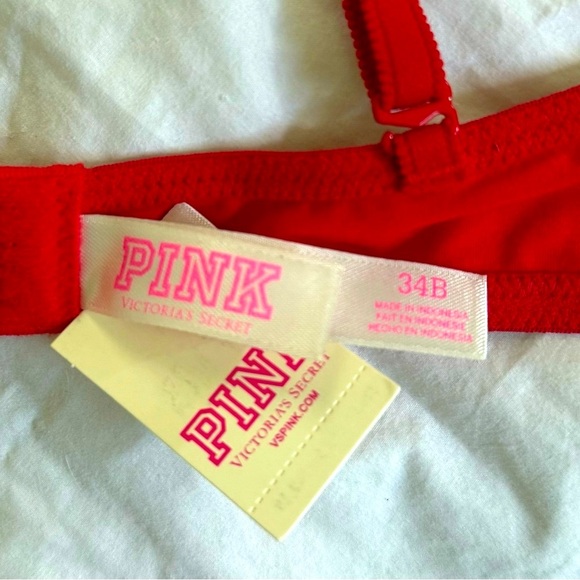 PINK
VICTORIA'S SECRET
34B
MADE IN INDONESIA
FAIT EN INDONESIE
HECHO EN INDONESIA
PINK
VICTORIA'S SECRET
VSPINK.COM